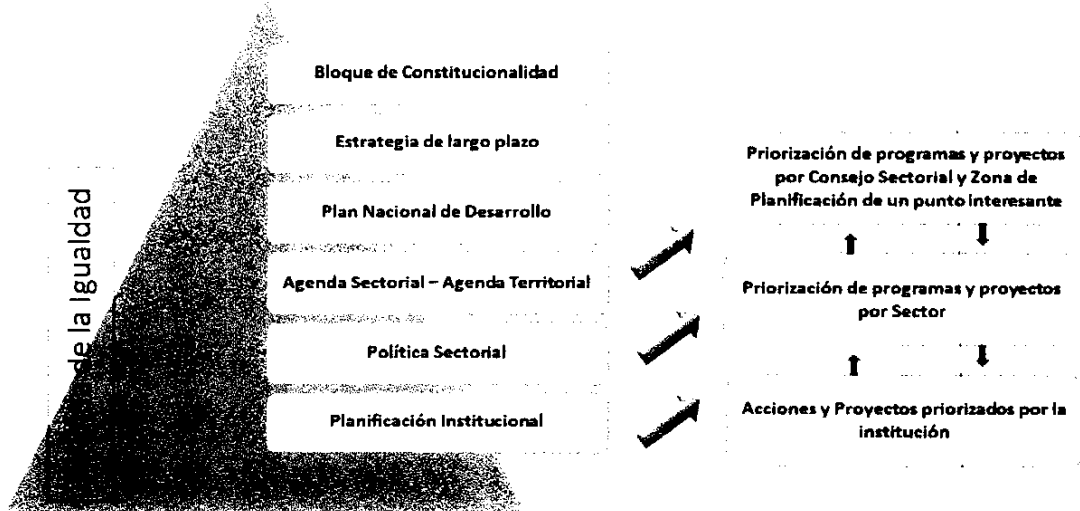 de la Igualdad
Bloque de Constitucionalidad
Estrategia de largo plazo
Plan Nacional de Desarrollo
Agenda Sectorial – Agenda Territorial
Política Sectorial
Planificación Institucional
Priorización de programas y proyectos
por Consejo Sectorial y Zona de
Planificación de un punto interesante
Priorización de programas y proyectos
por Sector
Acciones y Proyectos priorizados por la
institución